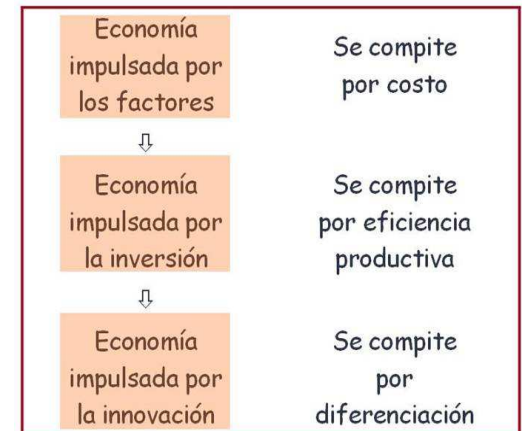 Economía
impulsada por
los factores
Se compite
por costo
⇩
Economía
impulsada por
la inversión
Se compite
por eficiencia
productiva
⇩
Economía
impulsada por
la innovación
Se compite
por
diferenciación